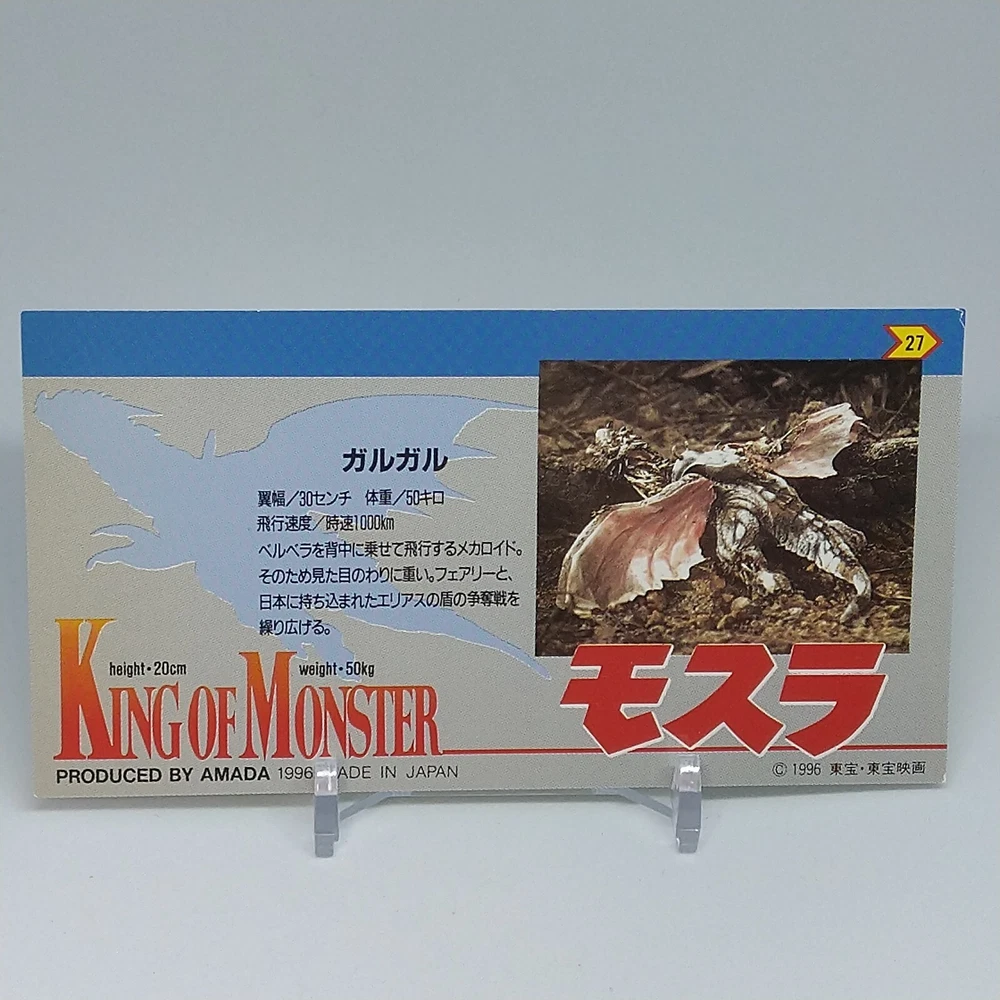 27
ガルガル
翼幅/30センチ 体重/50キロ
飛行速度/時速1000km
ベルベラを背中に乗せて飛行するメカロイド。
そのため見た目のわりに重い。フェアリーと、
日本に持ち込まれたエリアスの盾の争奪戦を
繰り広げる。
height・20cm weight・50kg
KING OF MONSTER
モスラ
PRODUCED BY AMADA 1996 MADE IN JAPAN
© 1996 東宝・東宝映画